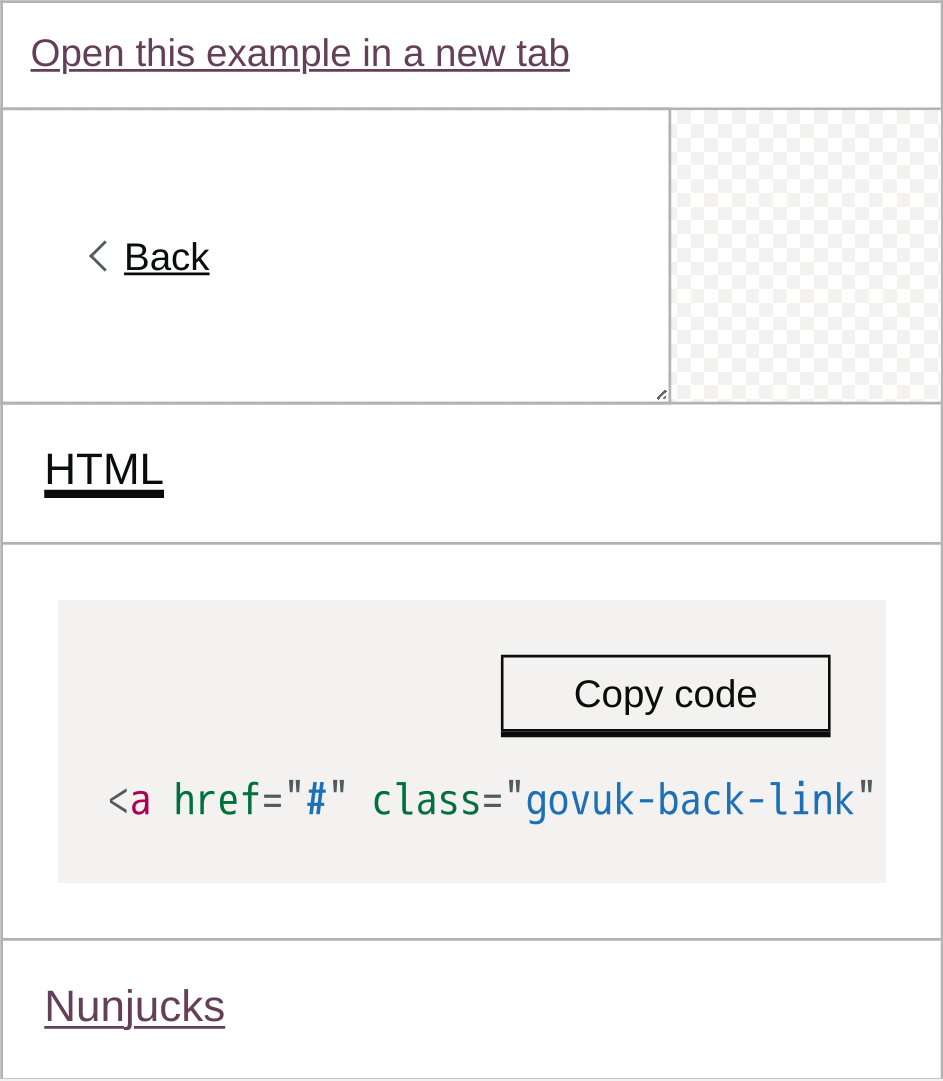 Open this example in a new tab
Back
HTML
Copy code
<a href="#" class="govuk-back-link"
Nunjucks